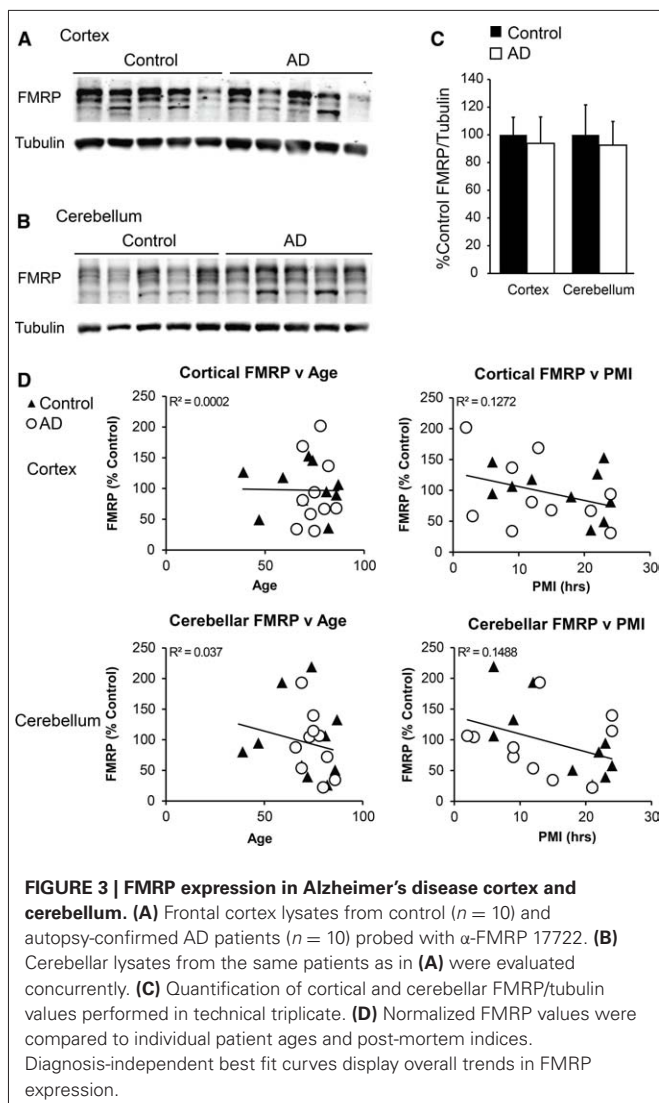 A Cortex
Control AD
FMRP
Tubulin
B Cerebellum
Control AD
FMRP
Tubulin
C
Control
AD
%Control FMRP/Tubulin
140
120
100
80
60
40
20
0
Cortex Cerebellum
D
Control
AD
Cortex
Cortical FMRP v Age
R² = 0.0002
FMRP (% Control)
250
200
150
100
50
0
0 50 100
Age
Cortical FMRP v PMI
R² = 0.1272
FMRP (% Control)
250
200
150
100
50
0
0 10 20 30
PMI (hrs)
Cerebellum
Cerebellar FMRP v Age
R² = 0.037
FMRP (% Control)
250
200
150
100
50
0
0 50 100
Age
Cerebellar FMRP v PMI
R² = 0.1488
FMRP (% Control)
250
200
150
100
50
0
0 10 20 30
PMI (hrs)
FIGURE 3 | FMRP expression in Alzheimer's disease cortex and
cerebellum. (A) Frontal cortex lysates from control (n = 10) and
autopsy-confirmed AD patients (n = 10) probed with α-FMRP 17722. (B)
Cerebellar lysates from the same patients as in (A) were evaluated
concurrently. (C) Quantification of cortical and cerebellar FMRP/tubulin
values performed in technical triplicate. (D) Normalized FMRP values were
compared to individual patient ages and post-mortem indices.
Diagnosis-independent best fit curves display overall trends in FMRP
expression.